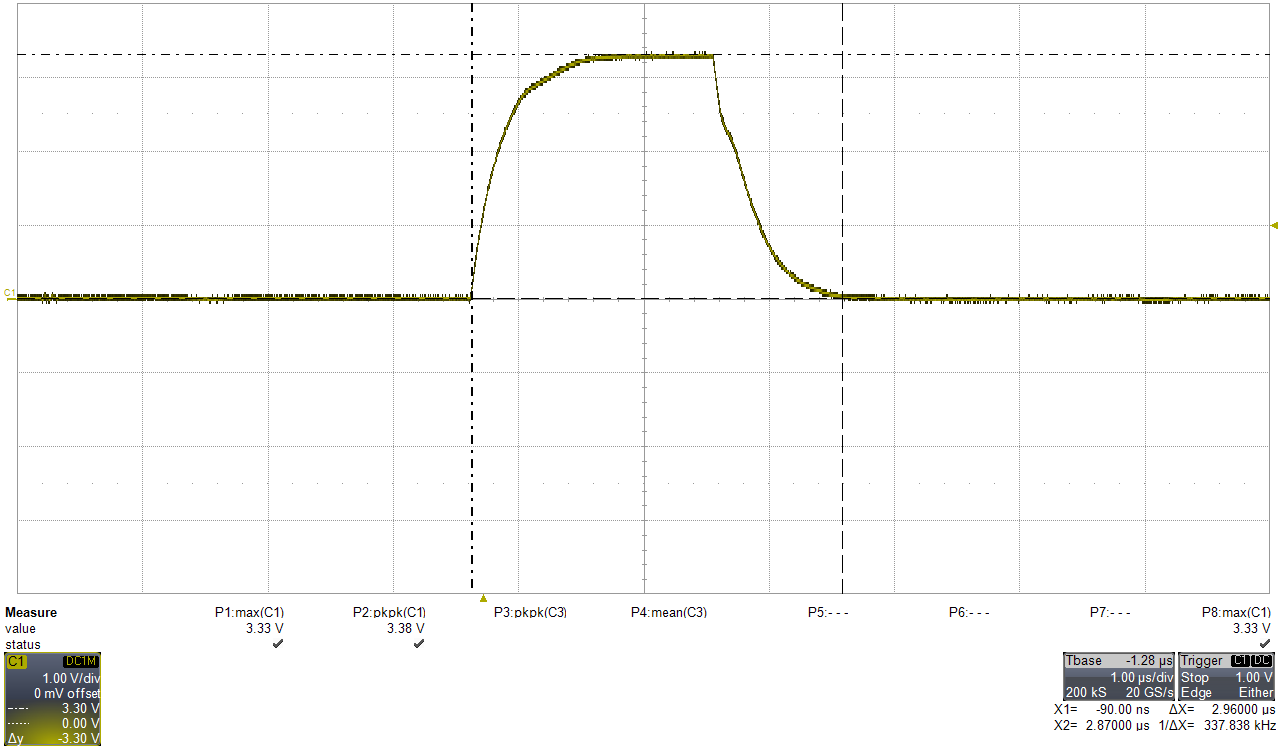 C1
Measure P1:max(C1) P2:pkpk(C1) P3:pkpk(C3) P4:mean(C3) P5:- - - P6:- - - P7:- - - P8:max(C1)
value 3.33 V 3.38 V 3.33 V
status
C1 DC1M
1.00 V/div
0 mV offset
3.30 V
0.00 V
Δy -3.30 V
Tbase -1.28 µs
1.00 µs/div
200 kS 20 GS/s
Trigger C1 DC
Stop 1.00 V
Edge Either
X1= -90.00 ns ΔX= 2.96000 µs
X2= 2.87000 µs 1/ΔX= 337.838 kHz